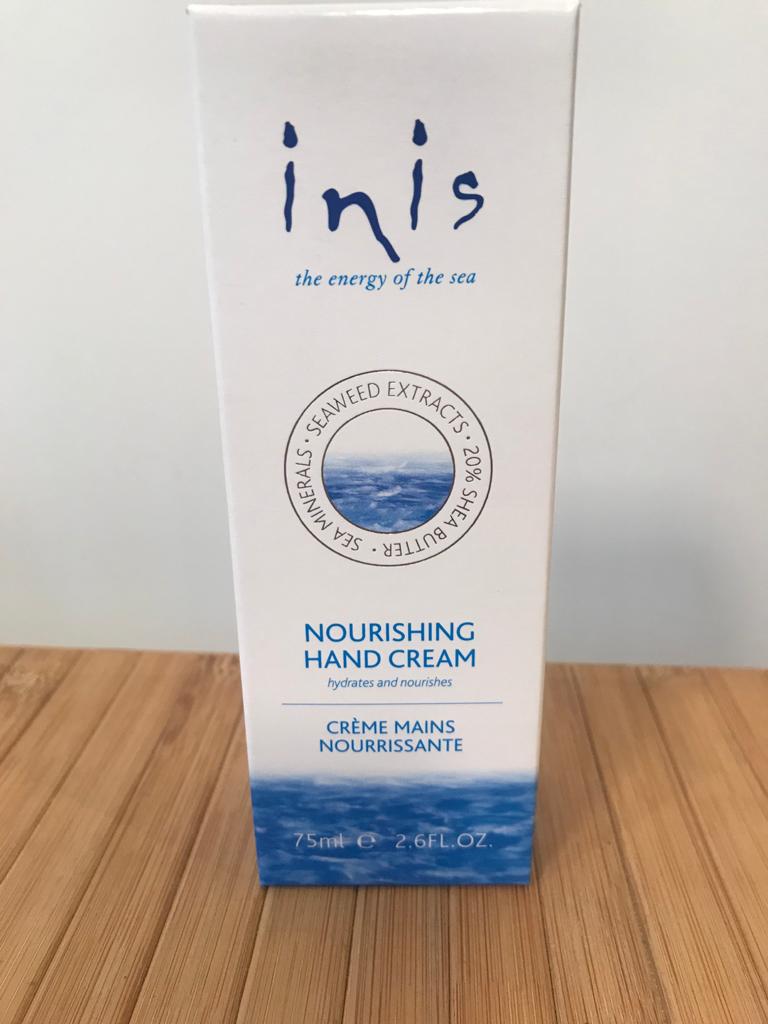 inis
the energy of the sea
SEA MINERALS · SEAWEED EXTRACTS · 20% SHEA BUTTER ·
NOURISHING
HAND CREAM
hydrates and nourishes
CRÈME MAINS
NOURRISSANTE
75ml ℮ 2.6FL.OZ.